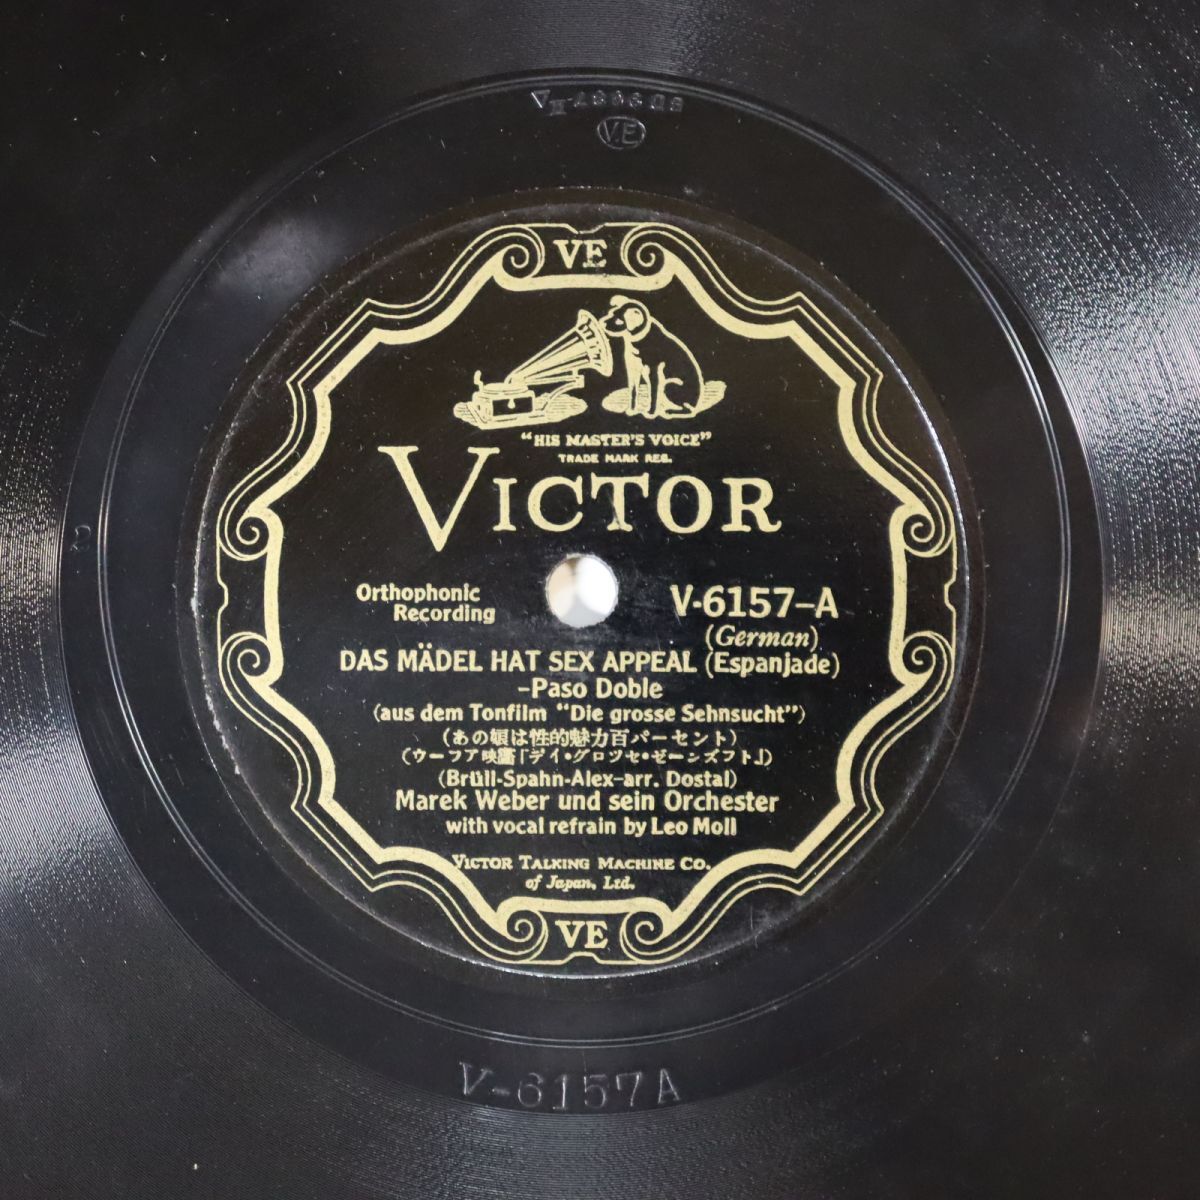 VE
VE
"HIS MASTER'S VOICE"
TRADE MARK REG.
VICTOR
Orthophonic
Recording
V-6157-A
(German)
DAS MÄDEL HAT SEX APPEAL (Espanjade)
-Paso Doble
(aus dem Tonfilm "Die grosse Sehnsucht")
(あの娘は性的魅力百パーセント)
(ウーフア映畫「デイ・グロツセ・ゼーンズフト」)
(Brüll-Spahn-Alex-arr. Dostal)
Marek Weber und sein Orchester
with vocal refrain by Leo Moll
VICTOR TALKING MACHINE CO.
of Japan, Ltd.
VE
V-6157A